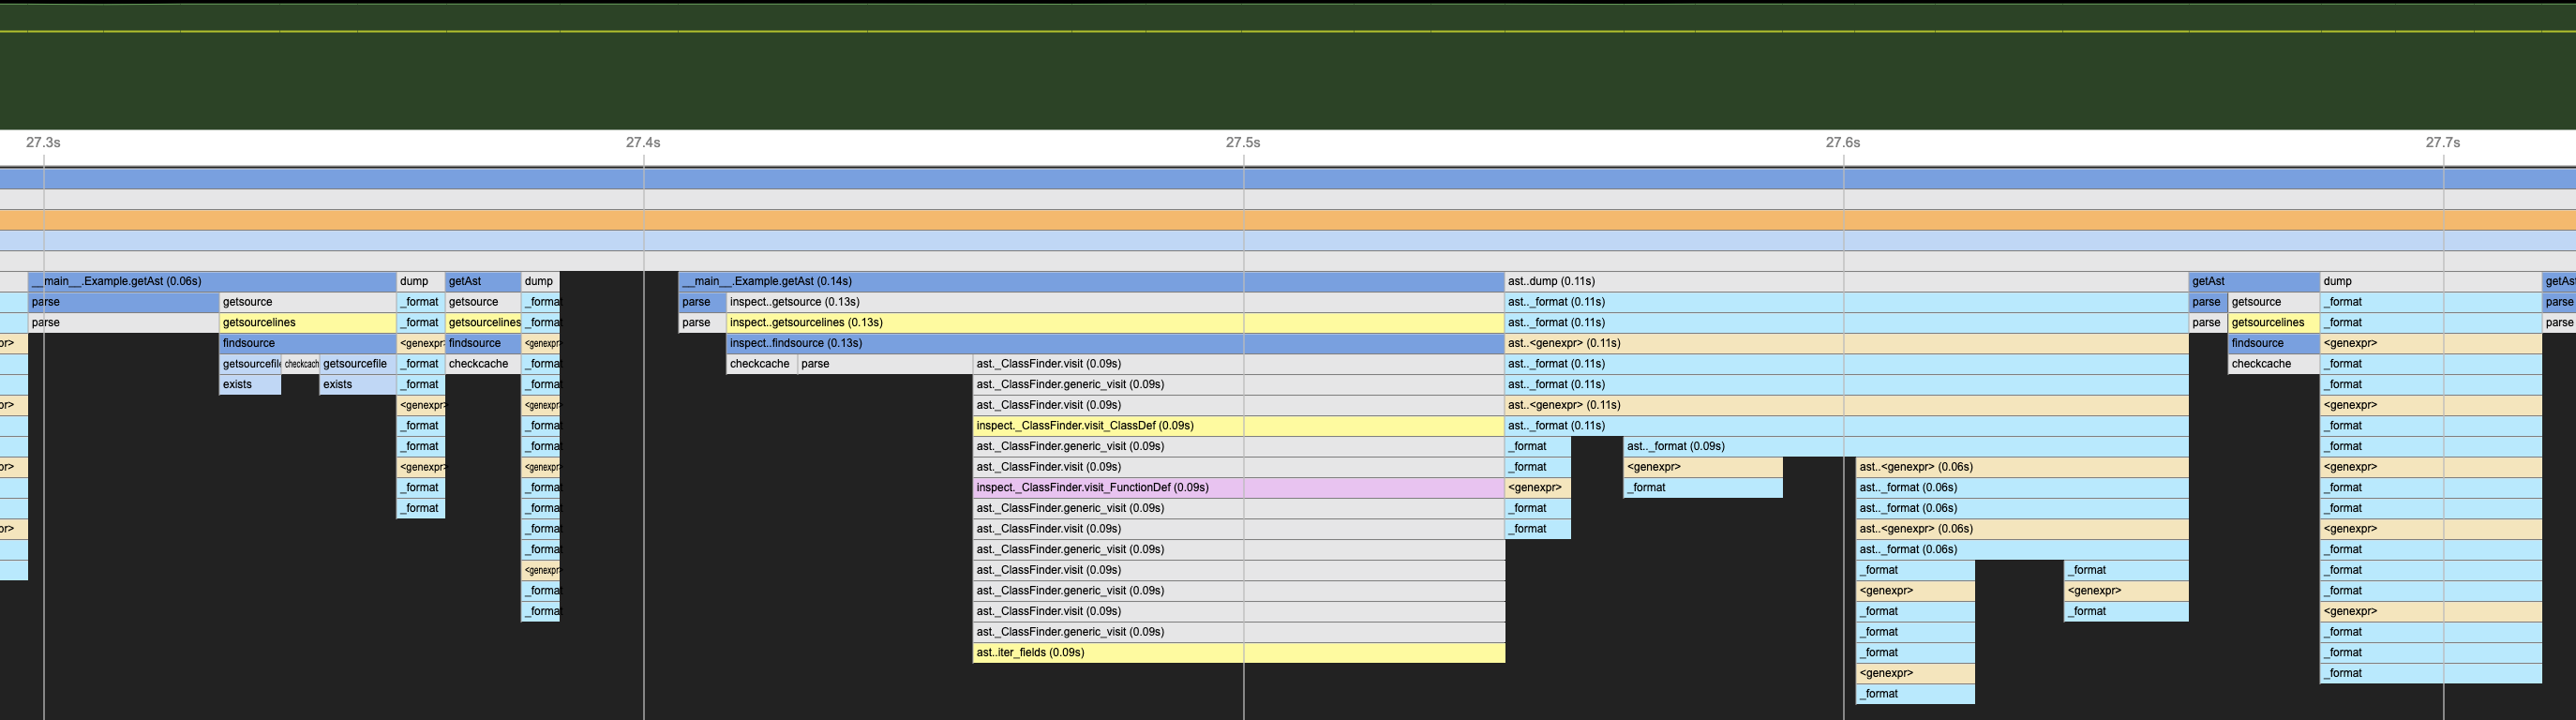 27.3s 27.4s 27.5s 27.6s 27.7s
__main__.Example.getAst (0.06s) dump getAst dump __main__.Example.getAst (0.14s) ast..dump (0.11s) getAst dump getAst
parse getsource _format getsource _format parse inspect..getsource (0.13s) ast.._format (0.11s) parse getsource _format parse
parse getsourcelines _format getsourcelines _format parse inspect..getsourcelines (0.13s) ast.._format (0.11s) parse getsourcelines _format parse
or> findsource <genexpr> findsource <genexpr> inspect..findsource (0.13s) ast..<genexpr> (0.11s) findsource <genexpr>
getsourcefile checkcach getsourcefile _format checkcache _format checkcache parse ast._ClassFinder.visit (0.09s) ast.._format (0.11s) checkcache _format
exists exists _format _format ast._ClassFinder.generic_visit (0.09s) ast.._format (0.11s) _format
or> <genexpr> <genexpr> ast._ClassFinder.visit (0.09s) ast..<genexpr> (0.11s) <genexpr>
_format _format inspect._ClassFinder.visit_ClassDef (0.09s) ast.._format (0.11s) _format
_format _format ast._ClassFinder.generic_visit (0.09s) _format ast.._format (0.09s) _format
or> <genexpr> <genexpr> ast._ClassFinder.visit (0.09s) _format <genexpr> ast..<genexpr> (0.06s) <genexpr>
_format _format inspect._ClassFinder.visit_FunctionDef (0.09s) <genexpr> _format ast.._format (0.06s) _format
_format _format ast._ClassFinder.generic_visit (0.09s) _format ast.._format (0.06s) _format
or> _format ast._ClassFinder.visit (0.09s) _format ast..<genexpr> (0.06s) <genexpr>
_format ast._ClassFinder.generic_visit (0.09s) ast.._format (0.06s) _format
<genexpr> ast._ClassFinder.visit (0.09s) _format _format _format
_format ast._ClassFinder.generic_visit (0.09s) <genexpr> <genexpr> _format
_format ast._ClassFinder.visit (0.09s) _format _format <genexpr>
ast._ClassFinder.generic_visit (0.09s) _format _format
ast..iter_fields (0.09s) _format _format
<genexpr> _format
_format